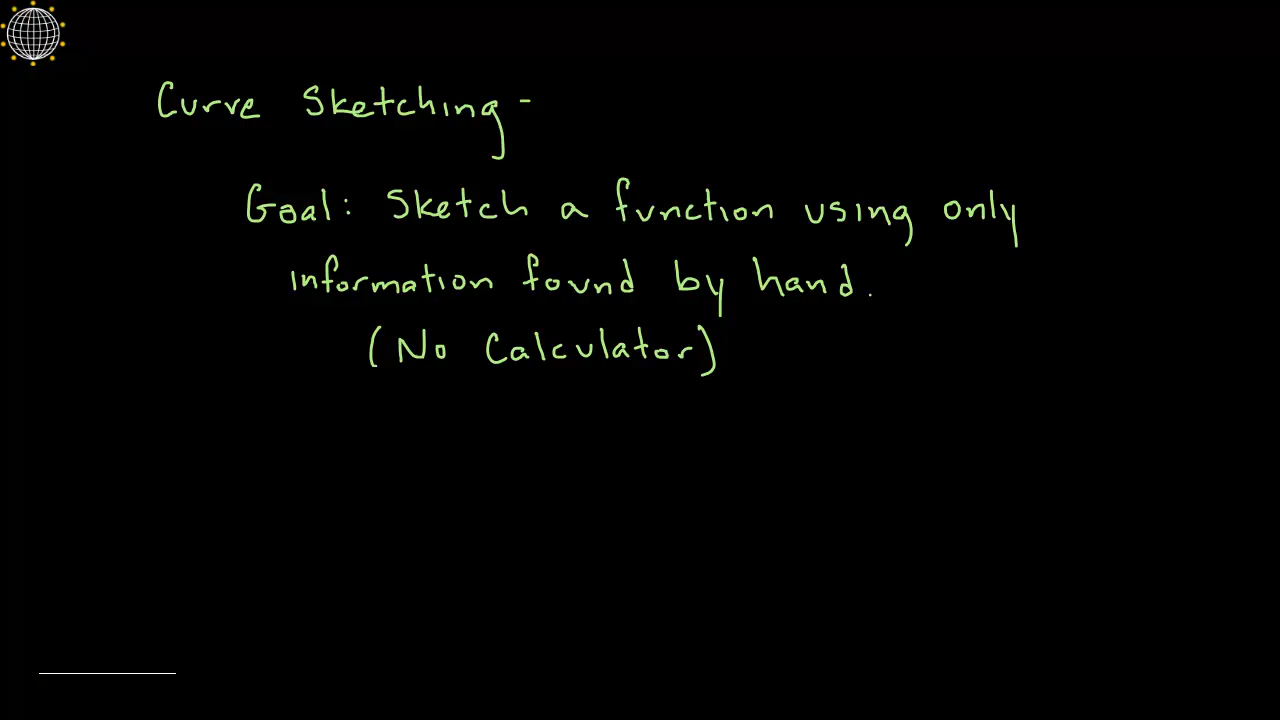 Curve Sketching -
Goal: Sketch a function using only
information found by hand.
(No Calculator)